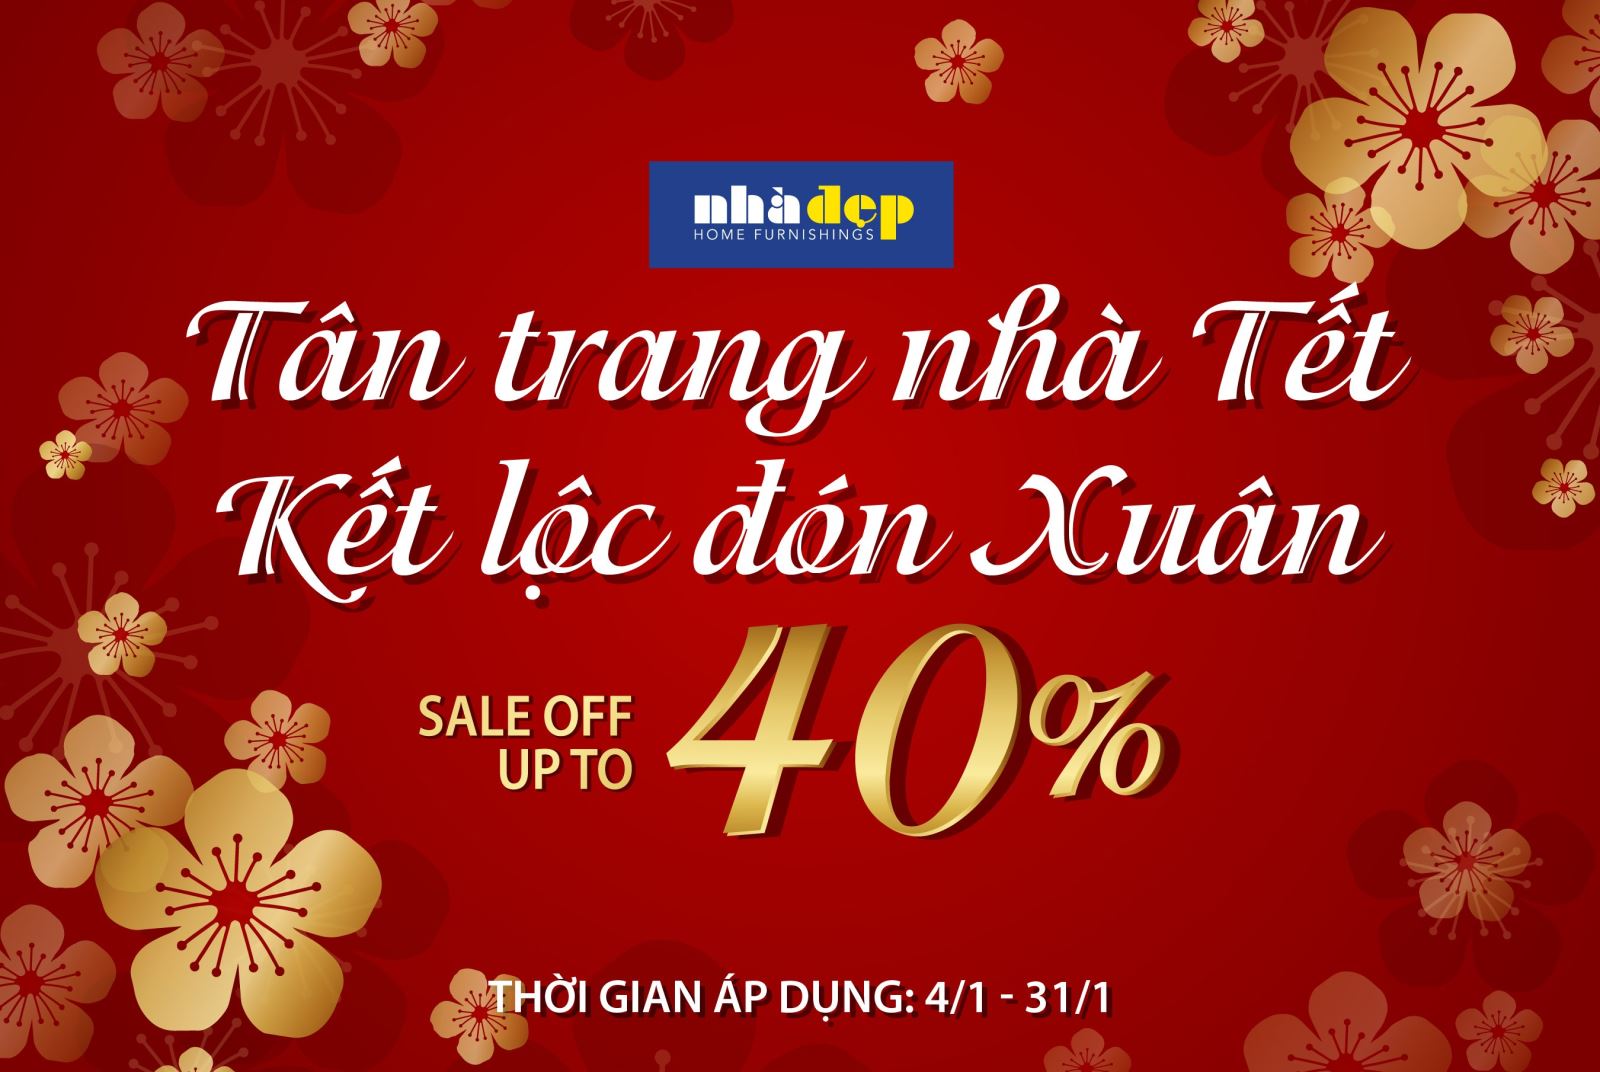 nhàđẹp
HOME FURNISHINGS
Tân trang nhà Tết
Kết lộc đón Xuân
SALE OFF
UP TO
40%
THỜI GIAN ÁP DỤNG: 4/1 - 31/1